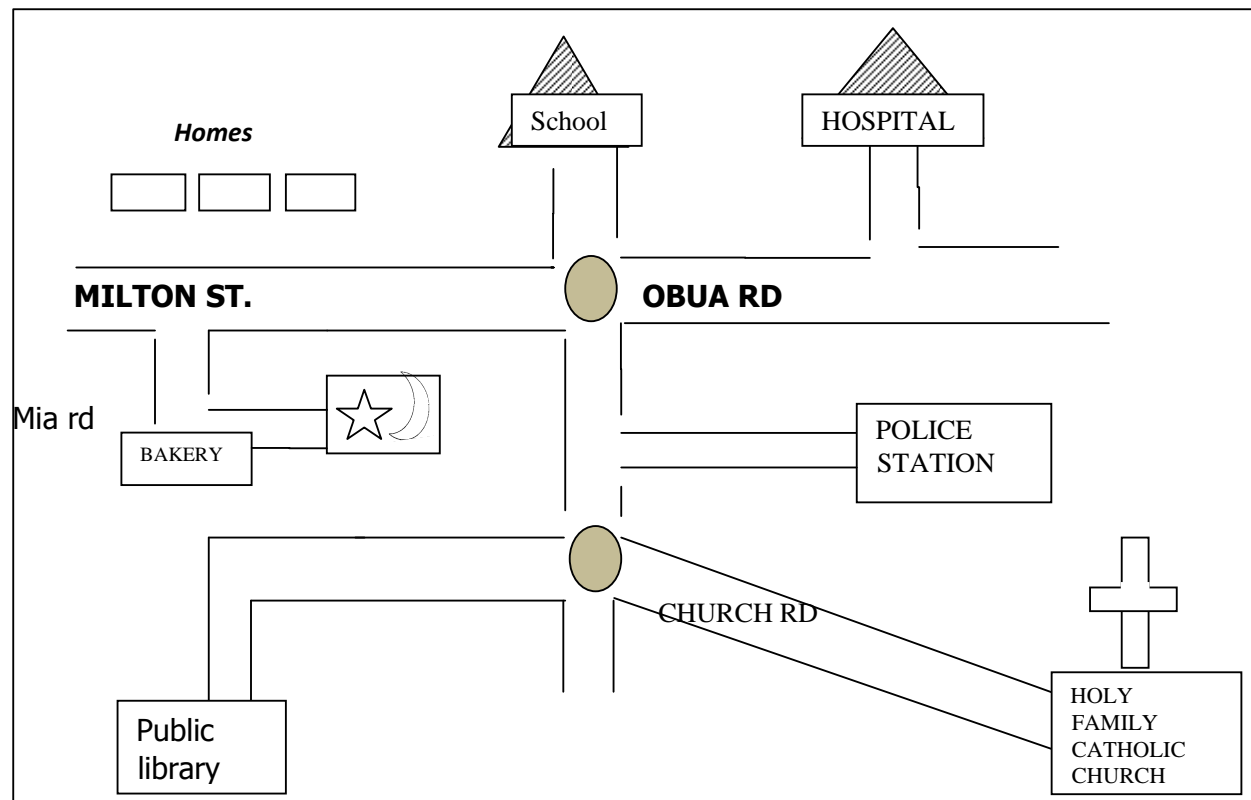 School
HOSPITAL
Homes
MILTON ST.
OBUA RD
Mia rd
BAKERY
POLICE
STATION
CHURCH RD
HOLY
FAMILY
CATHOLIC
CHURCH
Public
library